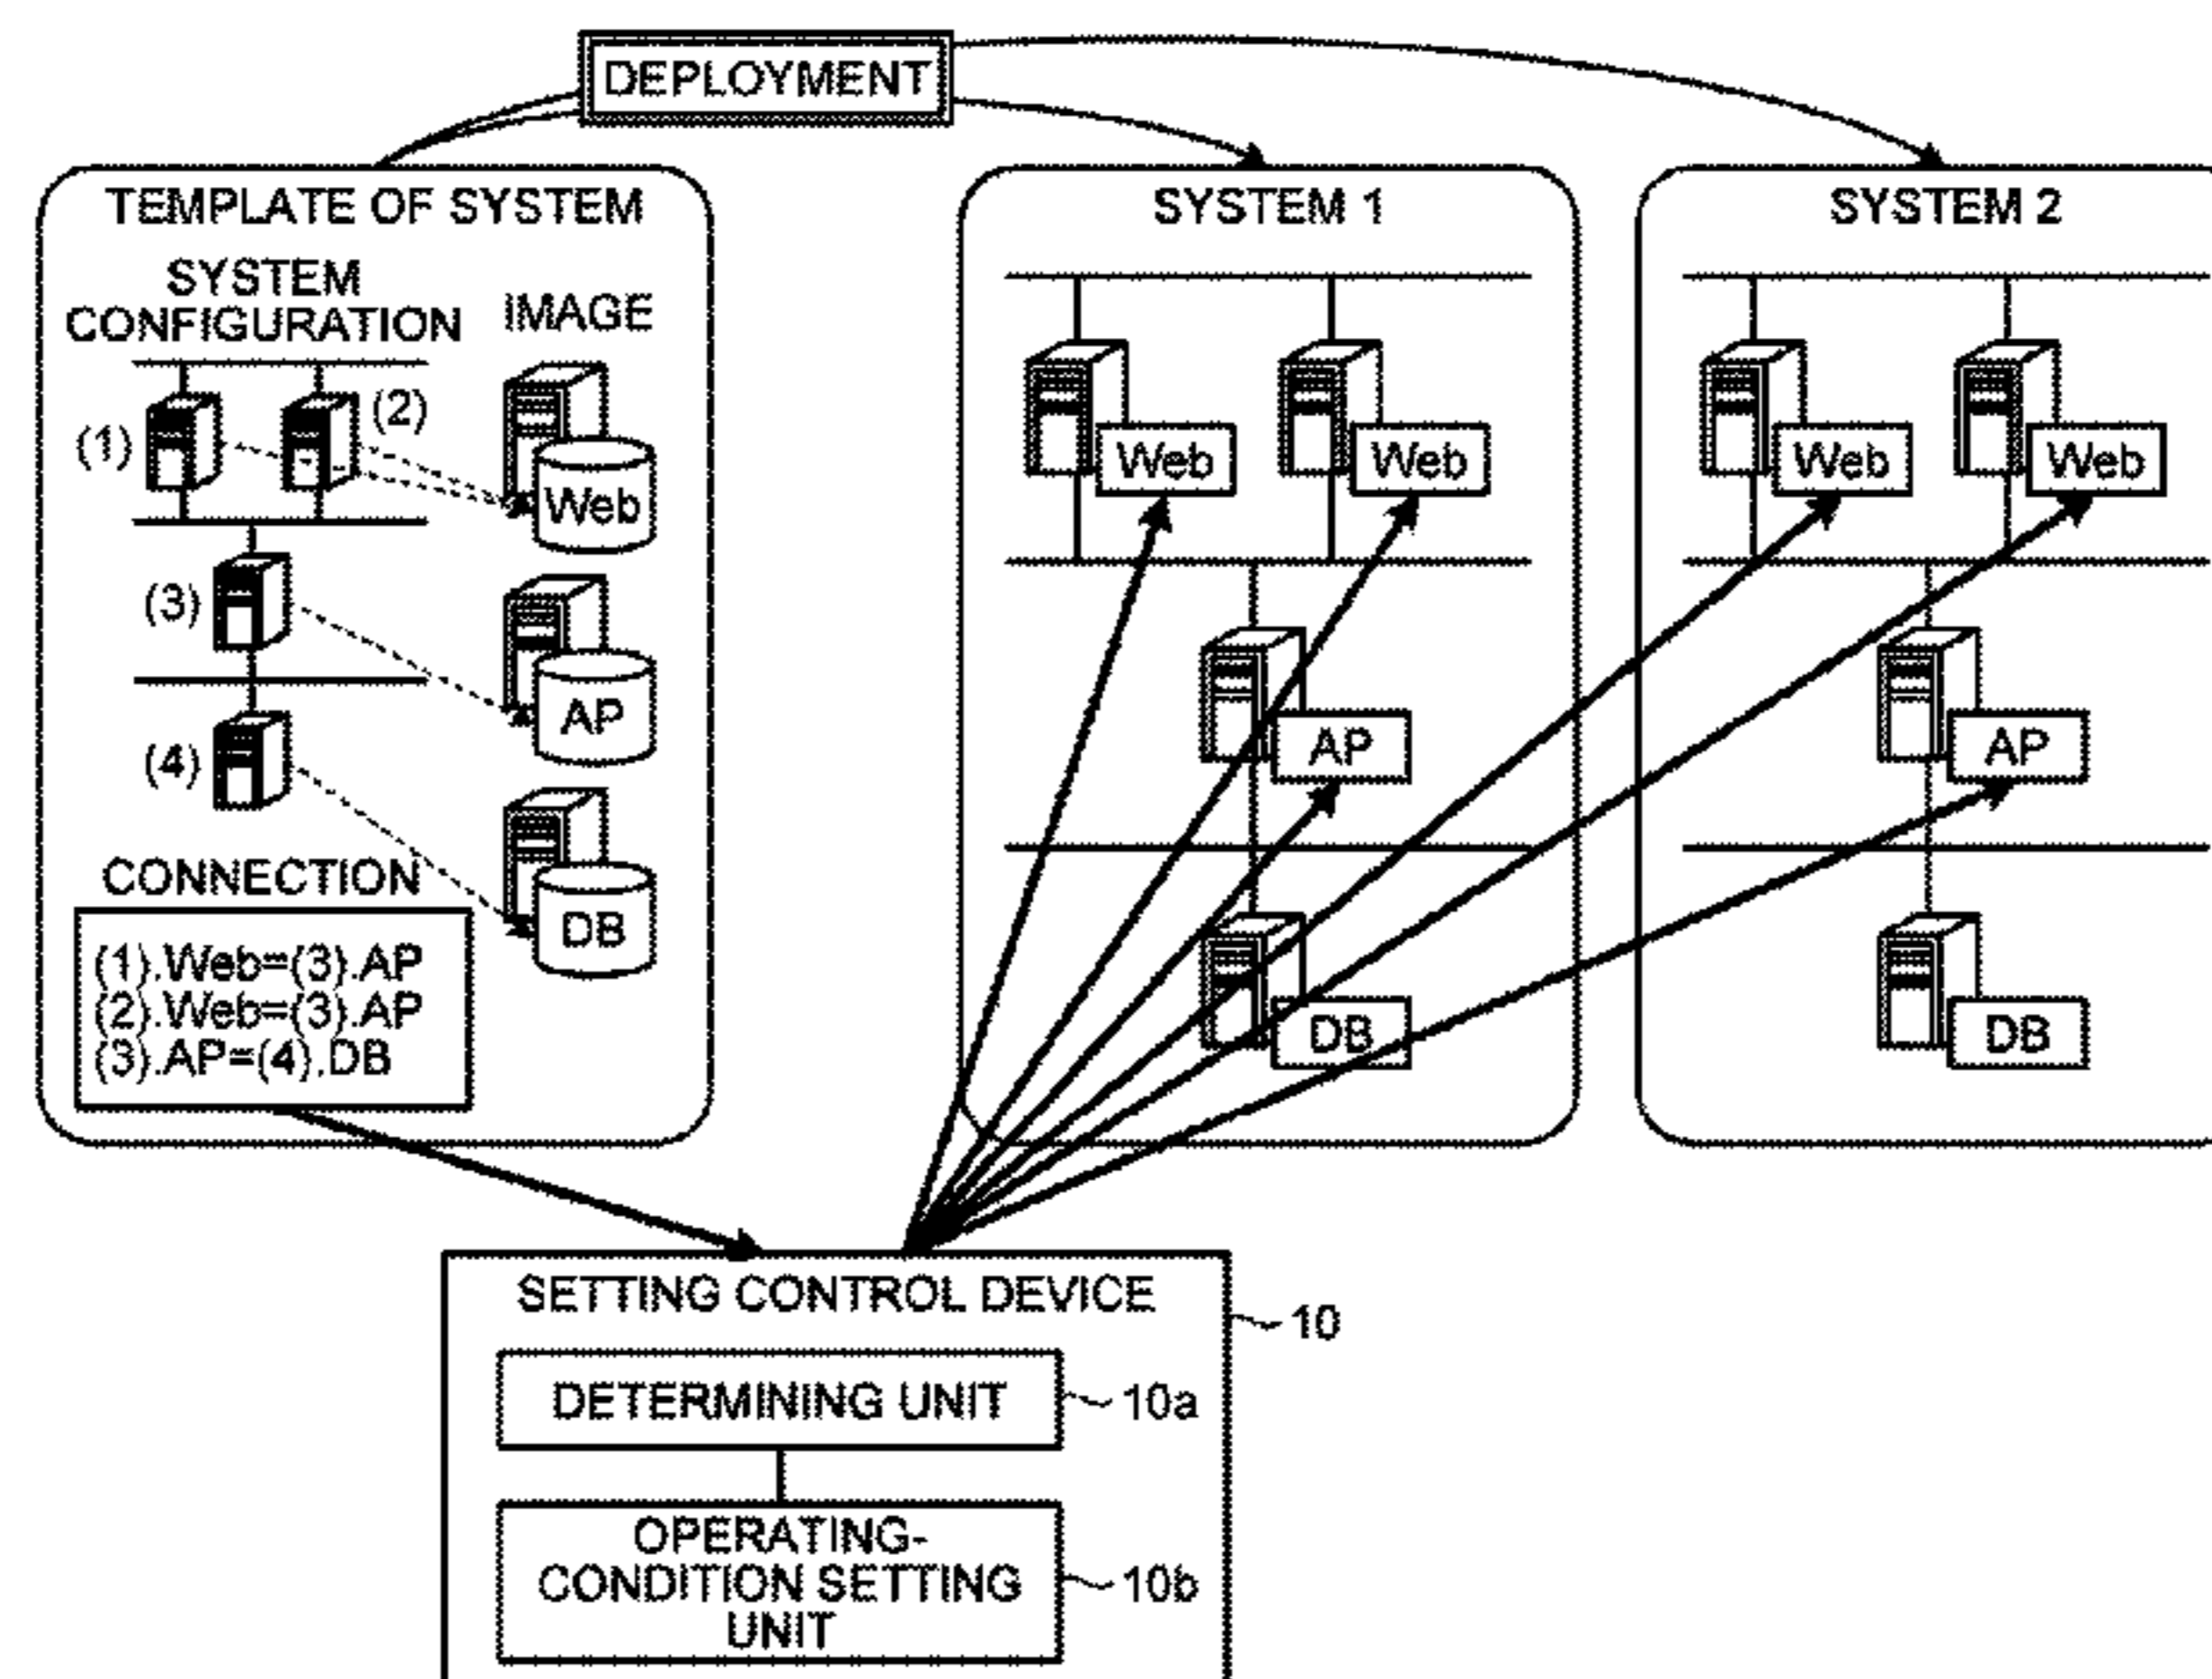 DEPLOYMENT
TEMPLATE OF SYSTEM
SYSTEM
CONFIGURATION
IMAGE
(1)
(2)
Web
(3)
AP
(4)
DB
CONNECTION
(1).Web=(3).AP
(2).Web=(3).AP
(3).AP=(4).DB
SYSTEM 1
Web
Web
AP
DB
SYSTEM 2
Web
Web
AP
DB
SETTING CONTROL DEVICE
10
DETERMINING UNIT
10a
OPERATING-
CONDITION SETTING
UNIT
10b